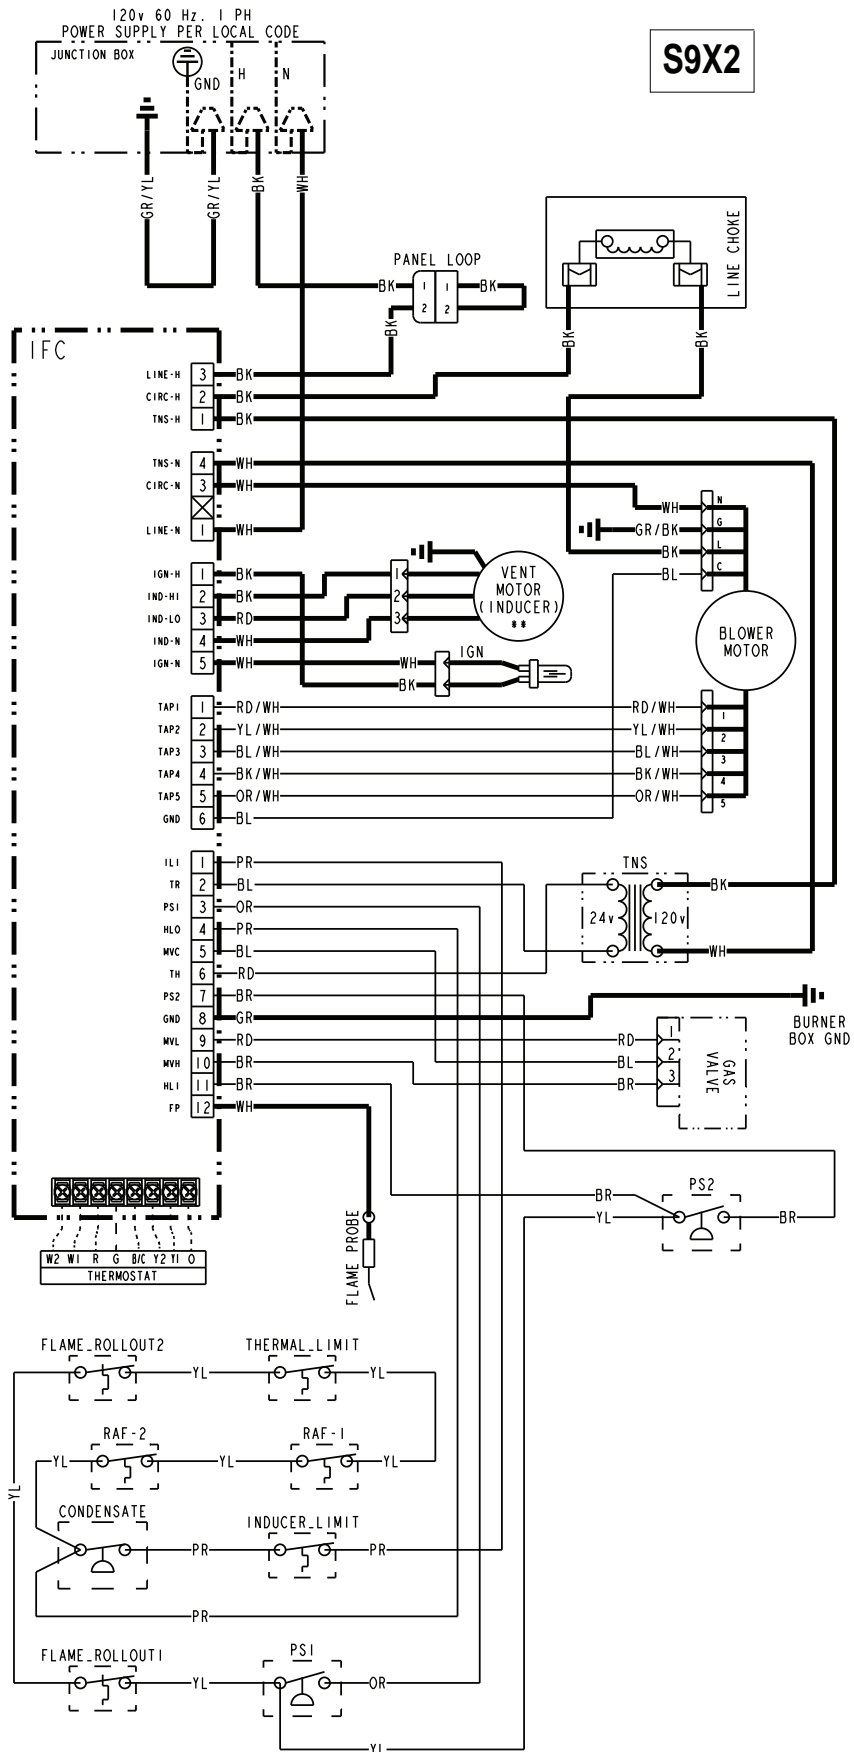 120v 60 Hz. 1 PH
POWER SUPPLY PER LOCAL CODE
S9X2
JUNCTION BOX
GND
H
N
GR/YL
GR/YL
BK
WH
LINE CHOKE
PANEL LOOP
BK
1
1
BK
2
2
BK
BK
BK
IFC
LINE-H 3 BK
CIRC-H 2 BK
TNS-H 1 BK
TNS-N 4 WH
CIRC-N 3 WH
LINE-N 1 WH
WH N
GR/BK G
BK L
BL C
IGN-H 1 BK
IND-HI 2 BK
IND-LO 3 RD
IND-N 4 WH
IGN-N 5 WH
1
2
3
VENT
MOTOR
(INDUCER)
**
BLOWER
MOTOR
IGN
WH
BK
TAP1 1 RD/WH RD/WH 1
TAP2 2 YL/WH YL/WH 2
TAP3 3 BL/WH BL/WH 3
TAP4 4 BK/WH BK/WH 4
TAP5 5 OR/WH OR/WH 5
GND 6 BL
TNS
24v
120v
BK
WH
IL1 1 PR
TR 2 BL
PS1 3 OR
HLO 4 PR
MVC 5 BL
TH 6 RD
PS2 7 BR
GND 8 GR
MVL 9 RD
MVH 10 BR
HLI 11 BR
FP 12 WH
BURNER
BOX GND
RD 1
BL 2
BR 3
GAS
VALVE
PS2
BR
YL
BR
FLAME PROBE
W2 W1 R G B/C Y2 Y1 O
THERMOSTAT
FLAME_ROLLOUT2
THERMAL_LIMIT
YL
YL
RAF-2
RAF-1
YL
YL
YL
YL
CONDENSATE
INDUCER_LIMIT
PR
PR
PR
FLAME_ROLLOUT1
PS1
YL
OR
YL